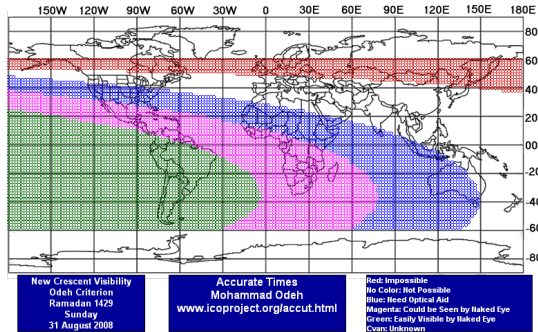 150W 120W 90W 60W 30W 0 30E 60E 90E 120E 150E 180E
80
60
40
20
00
-20
-40
-60
-80
New Crescent Visibility
Odeh Criterion
Ramadan 1429
Sunday
31 August 2008
Accurate Times
Mohammad Odeh
www.icoproject.org/accut.html
Red: Impossible
No Color: Not Possible
Blue: Need Optical Aid
Magenta: Could be Seen by Naked Eye
Green: Easily Visible by Naked Eye
Cyan: Unknown